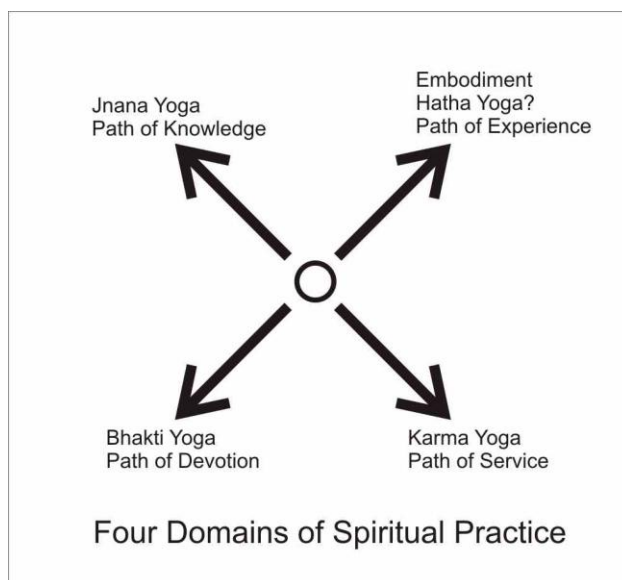 Jnana Yoga
Path of Knowledge
Embodiment
Hatha Yoga?
Path of Experience
Bhakti Yoga
Path of Devotion
Karma Yoga
Path of Service
Four Domains of Spiritual Practice